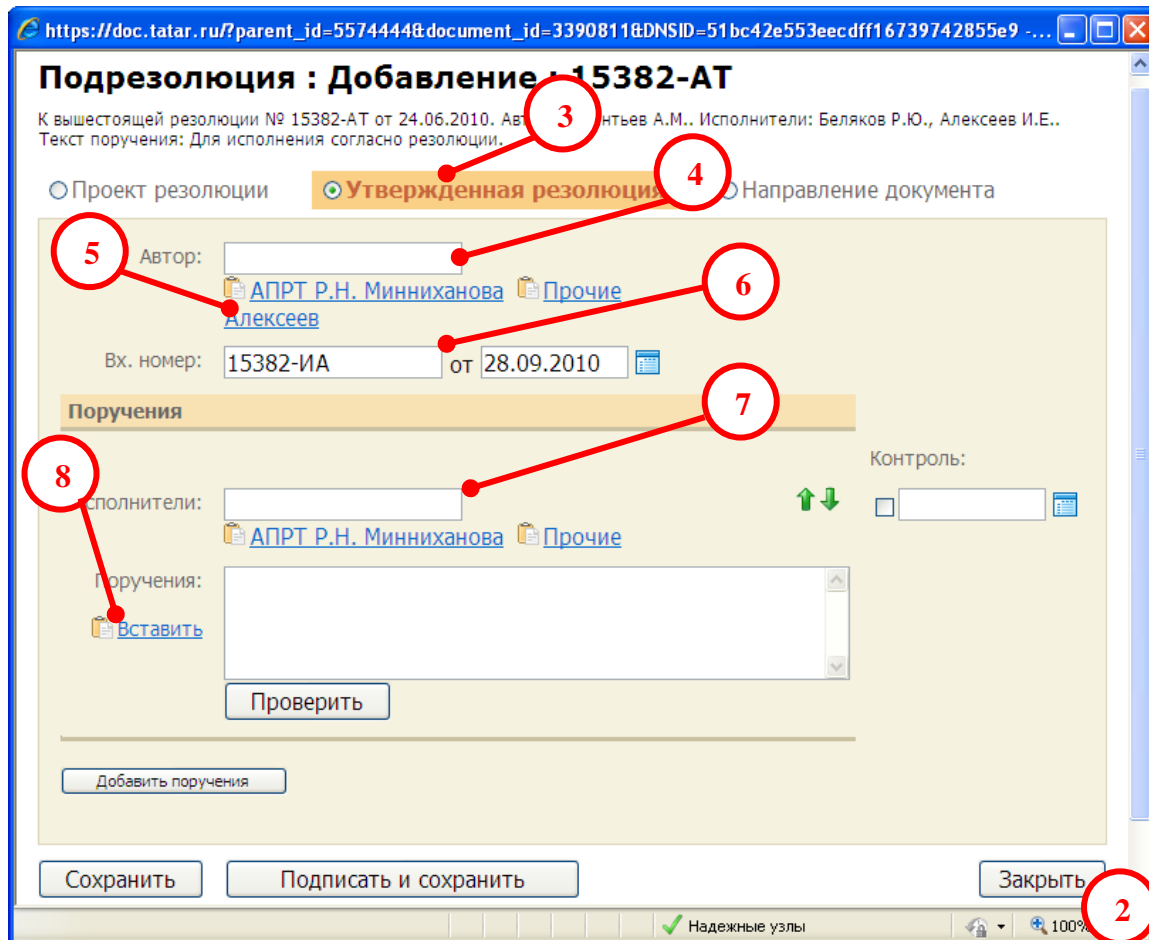 https://doc.tatar.ru/?parent_id=5574444&document_id=3390811&DNSID=51bc42e553eecdff16739742855e9 -...
Подрезолюция : Добавление : 15382-АТ
К вышестоящей резолюции № 15382-АТ от 24.06.2010. нтьев А.М.. Исполнители: Беляков Р.Ю., Алексеев И.Е..
3
Текст поручения: Для исполнения согласно резолюции.
4
Проект резолюции Утвержденная резолюция Направление документа
5
Автор:
АПРТ Р.Н. Минниханова Прочие
6
Алексеев
Вх. номер: 15382-ИА от 28.09.2010
Поручения
7
Контроль:
8
сполнители:
АПРТ Р.Н. Минниханова Прочие
Поручения:
Вставить
Проверить
Добавить поручения
Сохранить Подписать и сохранить Закрыть
2
Надежные узлы 100%